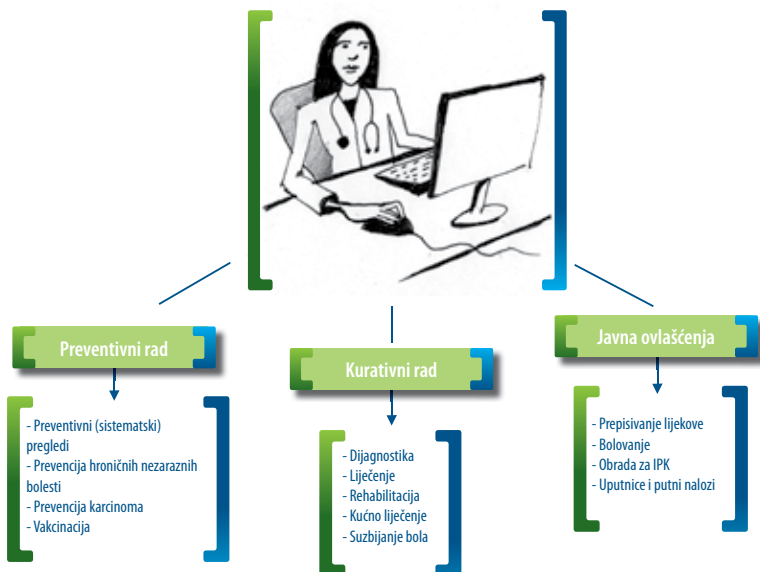 Preventivni rad
- Preventivni (sistematski)
pregledi
- Prevencija hroničnih nezaraznih
bolesti
- Prevencija karcinoma
- Vakcinacija
Kurativni rad
- Dijagnostika
- Liječenje
- Rehabilitacija
- Kućno liječenje
- Suzbijanje bola
Javna ovlašćenja
- Prepisivanje lijekove
- Bolovanje
- Obrada za IPK
- Uputnice i putni nalozi